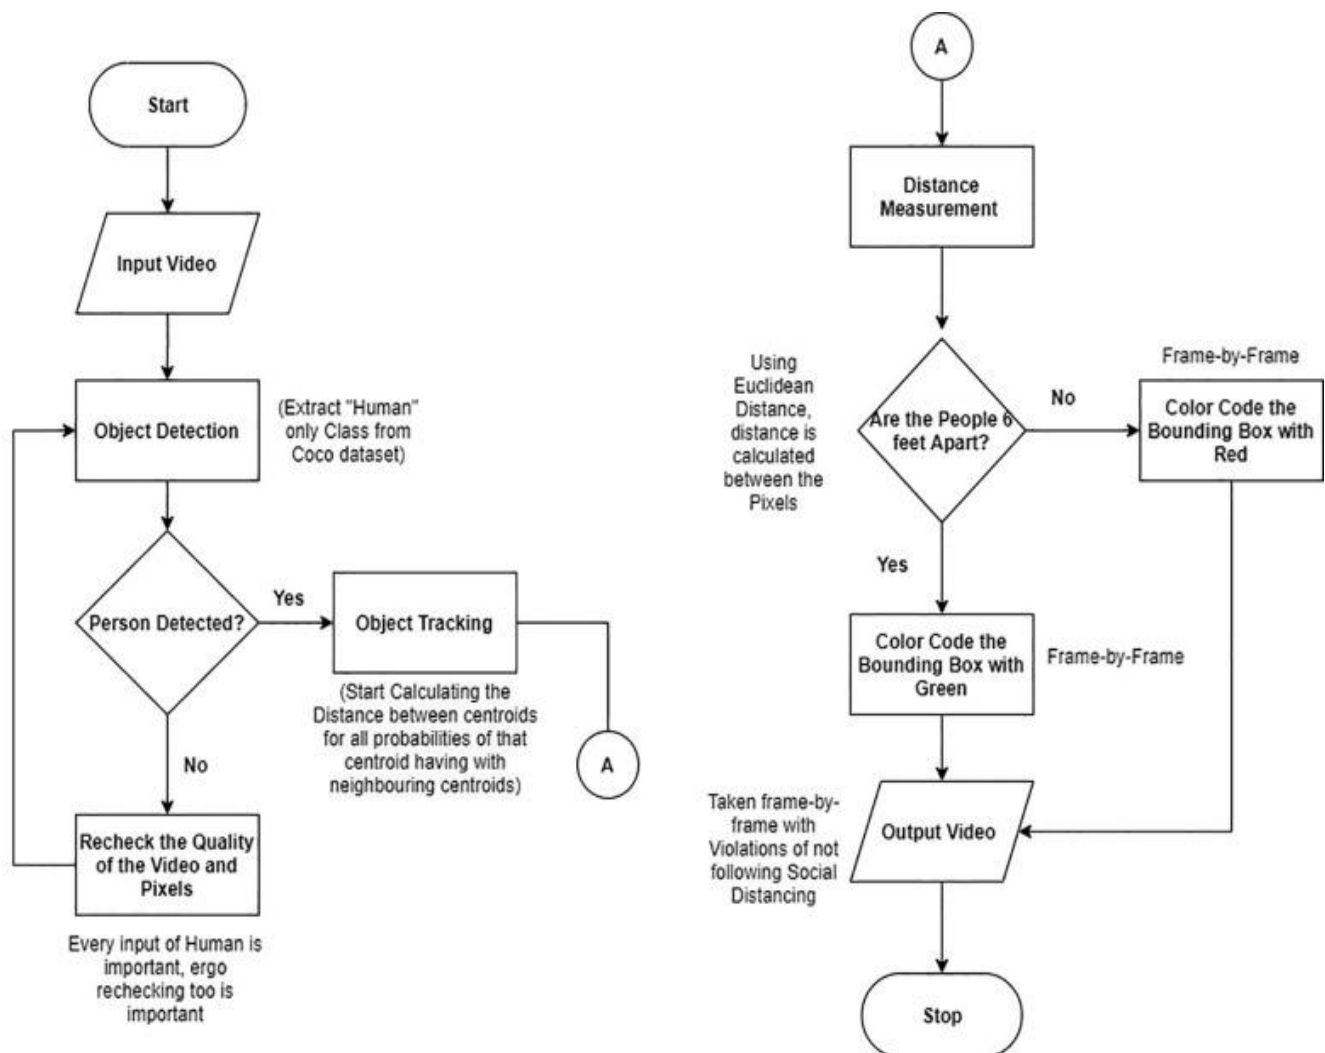 Start
Input Video
Object Detection
(Extract "Human"
only Class from
Coco dataset)
Person Detected?
Yes
Object Tracking
(Start Calculating the
Distance between centroids
for all probabilities of that
centroid having with
neighbouring centroids)
A
No
Recheck the Quality
of the Video and
Pixels
Every input of Human is
important, ergo
rechecking too is
important
A
Distance
Measurement
Using
Euclidean
Distance,
distance is
calculated
between the
Pixels
Are the People 6
feet Apart?
No
Frame-by-Frame
Color Code the
Bounding Box with
Red
Yes
Color Code the
Bounding Box with
Green
Frame-by-Frame
Taken frame-by-
frame with
Violations of not
following Social
Distancing
Output Video
Stop